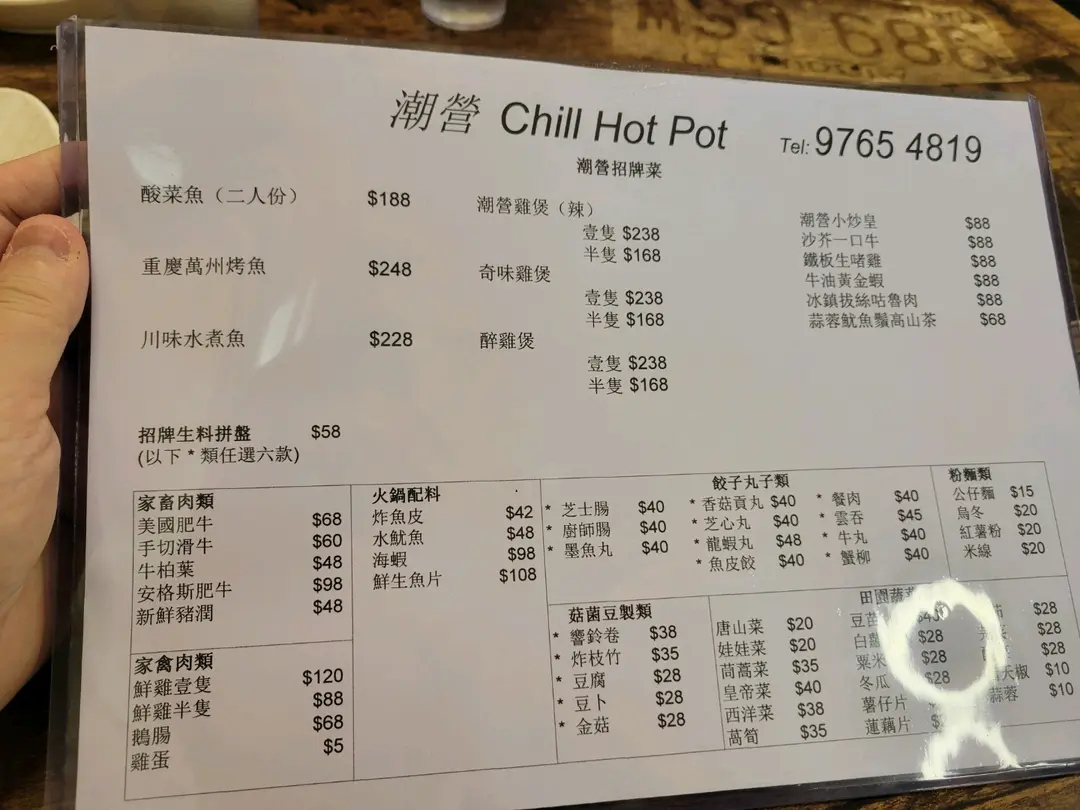 潮營 Chill Hot Pot Tel: 9765 4819
潮營招牌菜
酸菜魚（二人份） $188
重慶萬州烤魚 $248
川味水煮魚 $228
潮營雞煲（辣）
壹隻 $238
半隻 $168
奇味雞煲
壹隻 $238
半隻 $168
醉雞煲
壹隻 $238
半隻 $168
潮營小炒皇 $88
沙芥一口牛 $88
鐵板生啫雞 $88
牛油黃金蝦 $88
冰鎮拔絲咕魯肉 $88
蒜蓉魷魚鬚高山茶 $68
招牌生料拼盤 $58
(以下 * 類任選六款)
家畜肉類
美國肥牛 $68
手切滑牛 $60
牛柏葉 $48
安格斯肥牛 $98
新鮮豬潤 $48
家禽肉類
鮮雞壹隻 $120
鮮雞半隻 $88
鵝腸 $68
雞蛋 $5
火鍋配料
炸魚皮 $42
水魷魚 $48
海蝦 $98
鮮生魚片 $108
餃子丸子類
* 芝士腸 $40
* 廚師腸 $40
* 墨魚丸 $40
* 香菇貢丸 $40
* 芝心丸 $40
* 龍蝦丸 $48
* 魚皮餃 $40
* 餐肉 $40
* 雲吞 $45
* 牛丸 $40
* 蟹柳 $40
粉麵類
公仔麵 $15
烏冬 $20
紅薯粉 $20
米線 $20
菇菌豆製類
* 響鈴卷 $38
* 炸枝竹 $35
* 豆腐 $28
* 豆卜 $28
* 金菇 $28
田園蔬
唐山菜 $20
娃娃菜 $20
茼蒿菜 $35
皇帝菜 $40
西洋菜 $38
萵筍 $35
豆苗
白蘿 $28
粟米 $28
冬瓜 $28
薯仔片
蓮藕片
茄 $28
$28
$28
天椒 $10
蒜蓉 $10